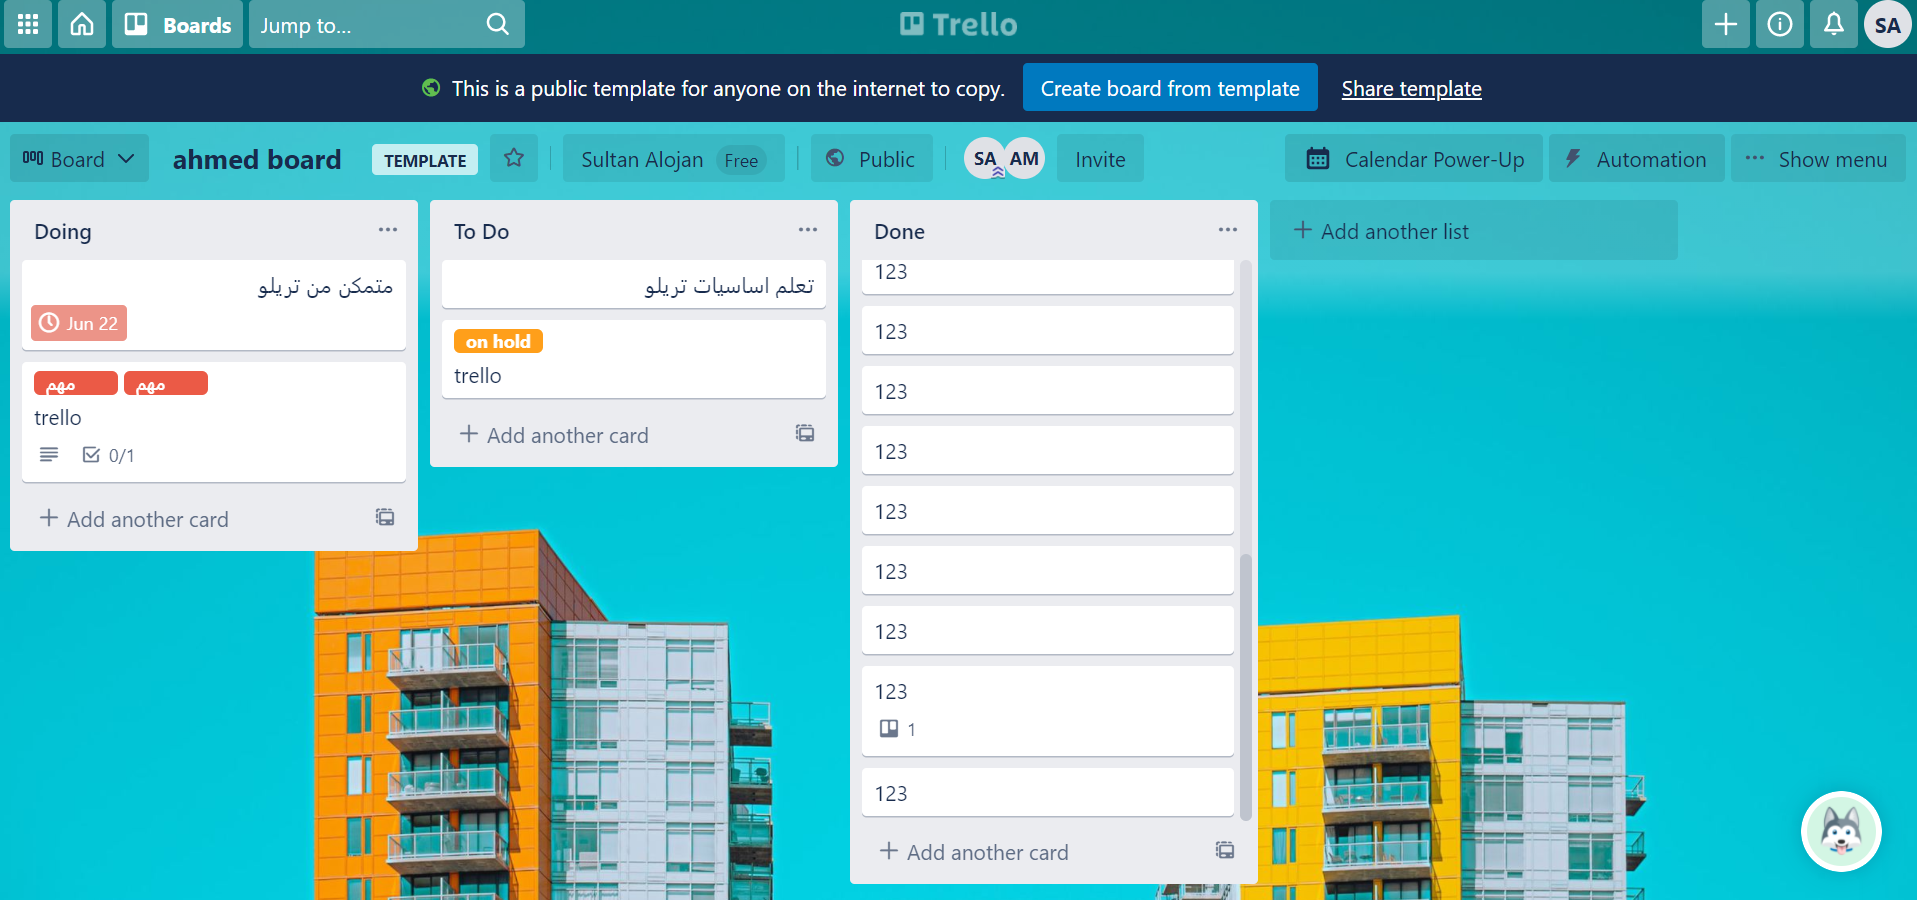 Boards
Jump to...
Trello
SA
This is a public template for anyone on the internet to copy.
Create board from template
Share template
Board
ahmed board
TEMPLATE
Sultan Alojan
Free
Public
SA
AM
Invite
Calendar Power-Up
Automation
Show menu
Doing
متمكن من تريلو
Jun 22
مهم
مهم
trello
0/1
Add another card
To Do
تعلم اساسيات تريلو
on hold
trello
Add another card
Done
123
123
123
123
123
123
123
123
1
123
Add another card
Add another list